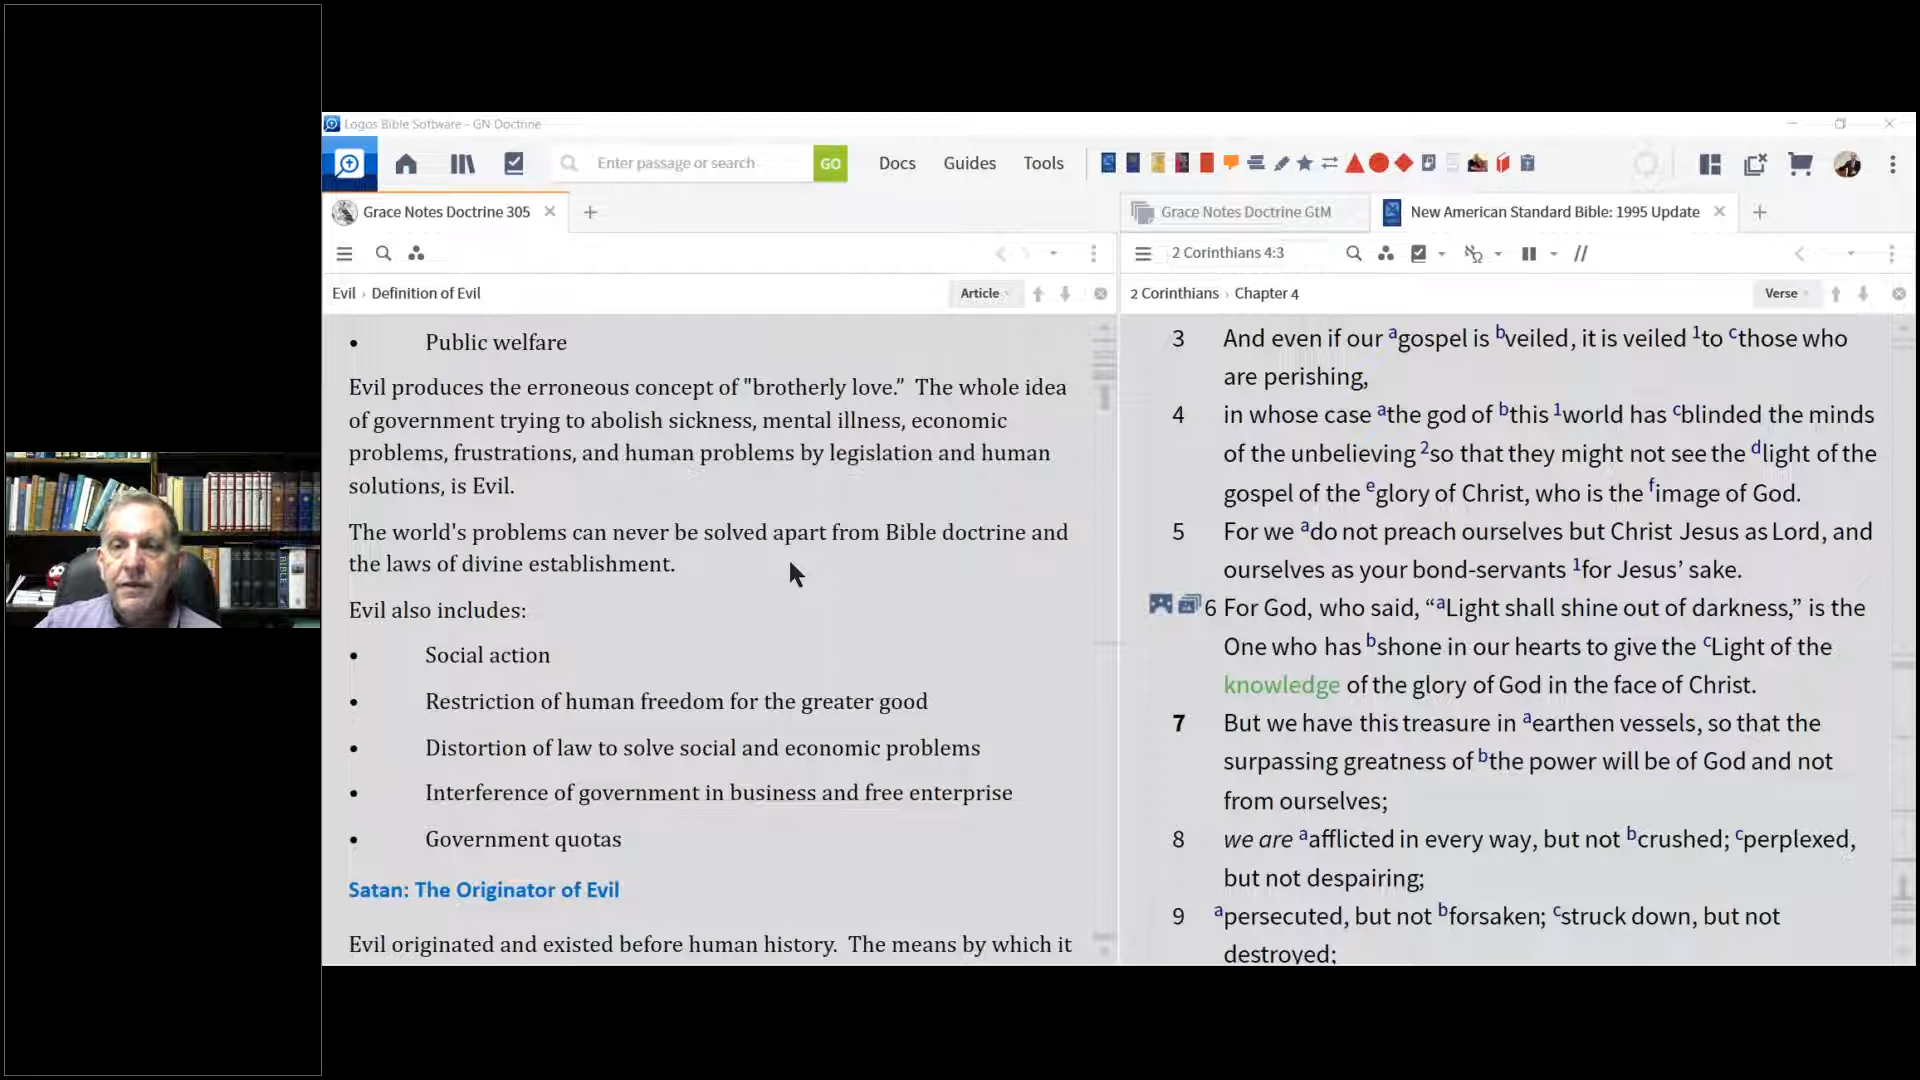 Logos Bible Software - GN Doctrine
Enter passage or search
GO
Docs
Guides
Tools
Grace Notes Doctrine 305
Evil › Definition of Evil
Article
• Public welfare
Evil produces the erroneous concept of "brotherly love.” The whole idea
of government trying to abolish sickness, mental illness, economic
problems, frustrations, and human problems by legislation and human
solutions, is Evil.
The world's problems can never be solved apart from Bible doctrine and
the laws of divine establishment.
Evil also includes:
• Social action
• Restriction of human freedom for the greater good
• Distortion of law to solve social and economic problems
• Interference of government in business and free enterprise
• Government quotas
Satan: The Originator of Evil
Evil originated and existed before human history. The means by which it
Grace Notes Doctrine GtM
New American Standard Bible: 1995 Update
2 Corinthians 4:3
2 Corinthians › Chapter 4
Verse
3 And even if our ᵃgospel is ᵇveiled, it is veiled ¹to ᶜthose who
are perishing,
4 in whose case ᵃthe god of ᵇthis ¹world has ᶜblinded the minds
of the unbelieving ²so that they might not see the ᵈlight of the
gospel of the ᵉglory of Christ, who is the ᶠimage of God.
5 For we ᵃdo not preach ourselves but Christ Jesus as Lord, and
ourselves as your bond-servants ¹for Jesus’ sake.
6 For God, who said, “ᵃLight shall shine out of darkness,” is the
One who has ᵇshone in our hearts to give the ᶜLight of the
knowledge of the glory of God in the face of Christ.
7 But we have this treasure in ᵃearthen vessels, so that the
surpassing greatness of ᵇthe power will be of God and not
from ourselves;
8 we are ᵃafflicted in every way, but not ᵇcrushed; ᶜperplexed,
but not despairing;
9 ᵃpersecuted, but not ᵇforsaken; ᶜstruck down, but not
destroyed;